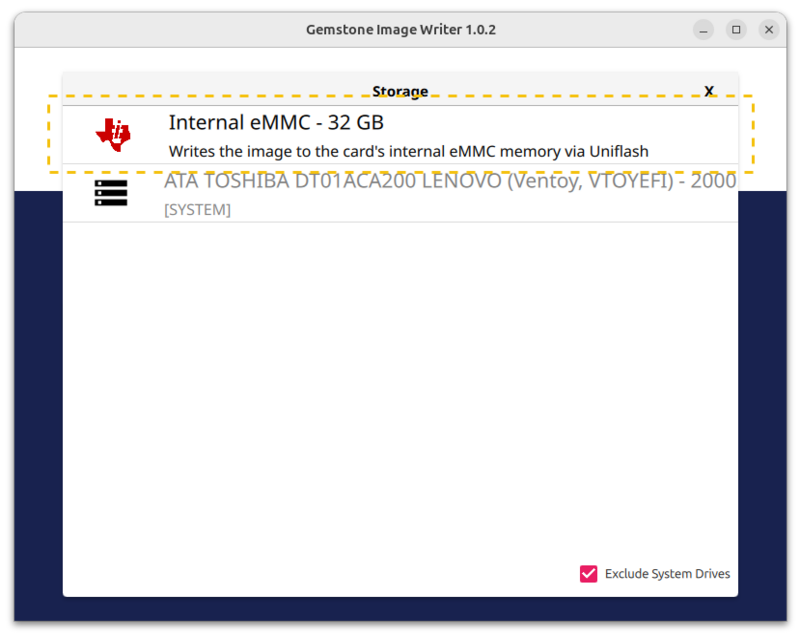 Gemstone Image Writer 1.0.2
Storage
X
Internal eMMC - 32 GB
Writes the image to the card's internal eMMC memory via Uniflash
ATA TOSHIBA DT01ACA200 LENOVO (Ventoy, VTOYEFI) - 2000
[SYSTEM]
Exclude System Drives